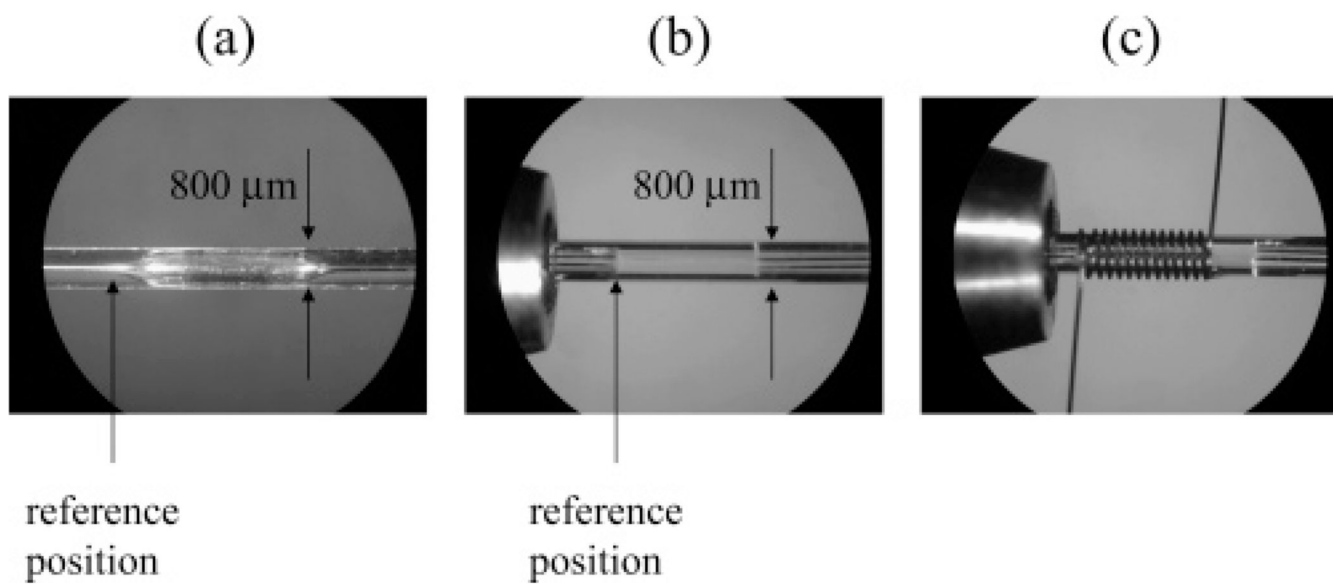 (a)
(b)
(c)
800 µm
800 µm
reference
position
reference
position